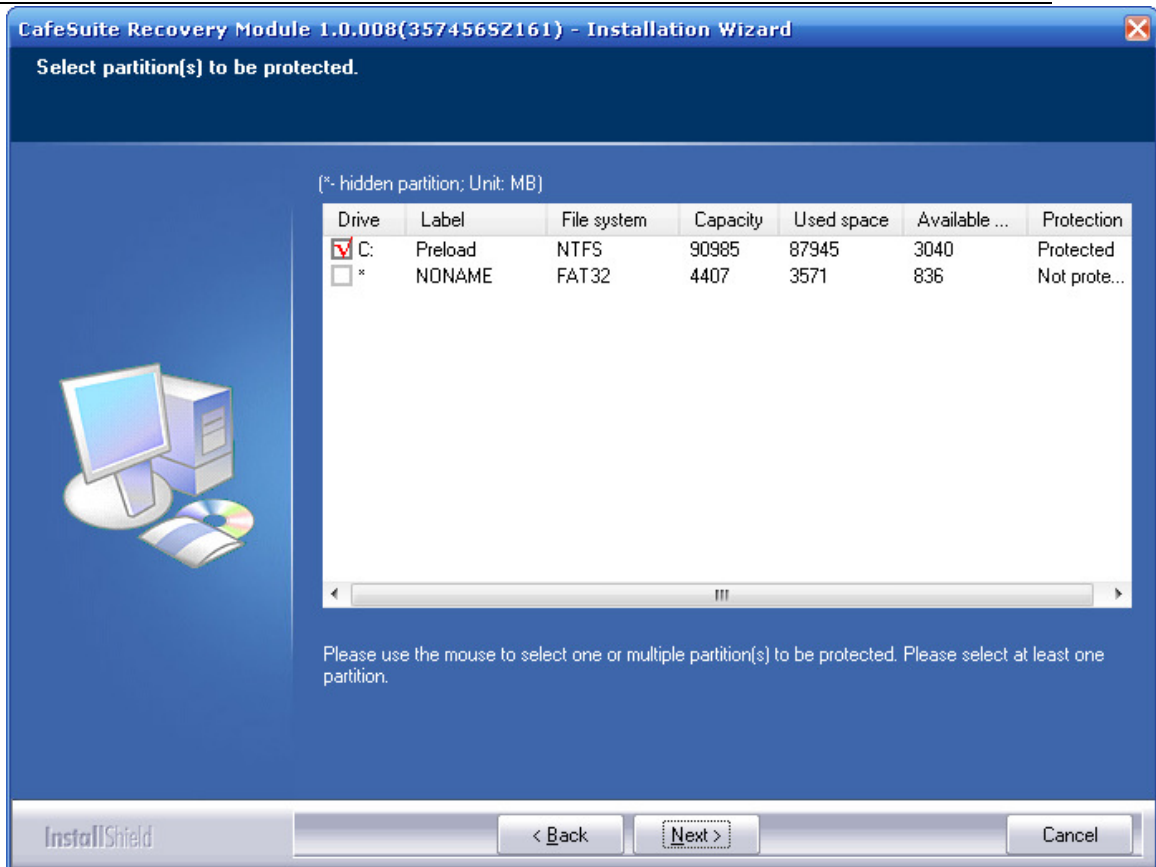 CafeSuite Recovery Module 1.0.008(35745652161) - Installation Wizard
Select partition(s) to be protected.
(*- hidden partition; Unit: MB)
Drive Label File system Capacity Used space Available ... Protection
C: Preload NTFS 90985 87945 3040 Protected
* NONAME FAT32 4407 3571 836 Not prote...
Please use the mouse to select one or multiple partition(s) to be protected. Please select at least one
partition.
InstallShield < Back Next > Cancel